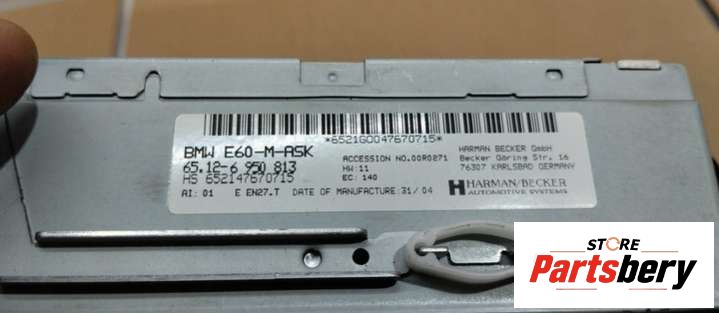 *6521G0047670715*
BMW E60-M-ASK
65.12-6 950 813
HS 652147670715
AI: 01 E EN27.T DATE OF MANUFACTURE:31/04
ACCESSION NO.00R0271
HW:11
EC: 140
HARMAN BECKER GmbH
Becker Göring Str. 16
76307 KARLSBAD GERMANY
HARMAN/BECKER
AUTOMOTIVE SYSTEMS
STORE
Partsbery